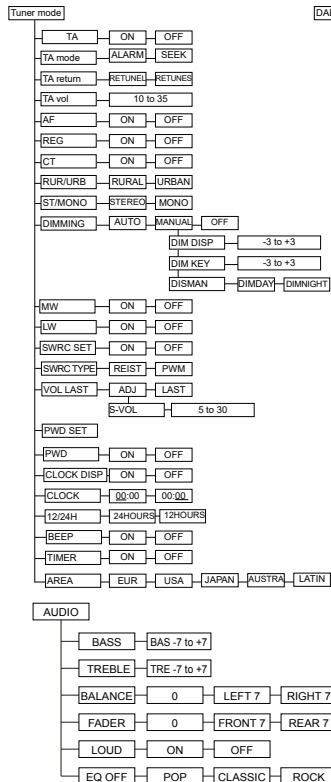 Tuner mode
TA ON OFF
TA mode ALARM SEEK
TA return RETUNEL RETUNES
TA vol 10 to 35
AF ON OFF
REG ON OFF
CT ON OFF
RUR/URB RURAL URBAN
ST/MONO STEREO MONO
DIMMING AUTO MANUAL OFF
DIM DISP -3 to +3
DIM KEY -3 to +3
DISMAN DIMDAY DIMNIGHT
MW ON OFF
LW ON OFF
SWRC SET ON OFF
SWRC TYPE REIST PWM
VOL LAST ADJ LAST
S-VOL 5 to 30
PWD SET
PWD ON OFF
CLOCK DISP ON OFF
CLOCK 00:00 00:00
12/24H 24HOURS 12HOURS
BEEP ON OFF
TIMER ON OFF
AREA EUR USA JAPAN AUSTRA LATIN
AUDIO
BASS BAS -7 to +7
TREBLE TRE -7 to +7
BALANCE 0 LEFT 7 RIGHT 7
FADER 0 FRONT 7 REAR 7
LOUD ON OFF
EQ OFF POP CLASSIC ROCK